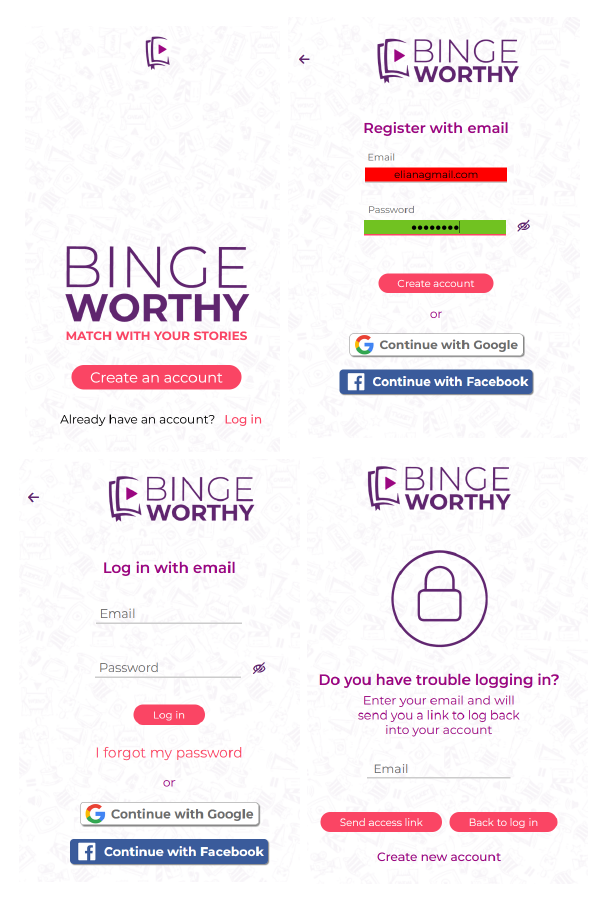 BINGE
WORTHY
MATCH WITH YOUR STORIES
Create an account
Already have an account? Log in
BINGE
WORTHY
Register with email
Email
elianagmail.com
Password
Create account
or
Continue with Google
Continue with Facebook
BINGE
WORTHY
Log in with email
Email
Password
Log in
I forgot my password
or
Continue with Google
Continue with Facebook
BINGE
WORTHY
Do you have trouble logging in?
Enter your email and will
send you a link to log back
into your account
Email
Send access link
Back to log in
Create new account